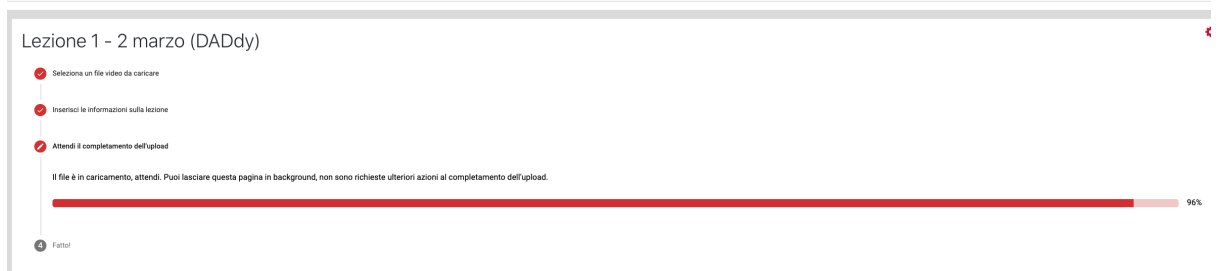 Lezione 1 - 2 marzo (DADdy)
Seleziona un file video da caricare
Inserisci le informazioni sulla lezione
Attendi il completamento dell'upload
Il file è in caricamento, attendi. Puoi lasciare questa pagina in background, non sono richieste ulteriori azioni al completamento dell'upload.
96%
4 Fatto!